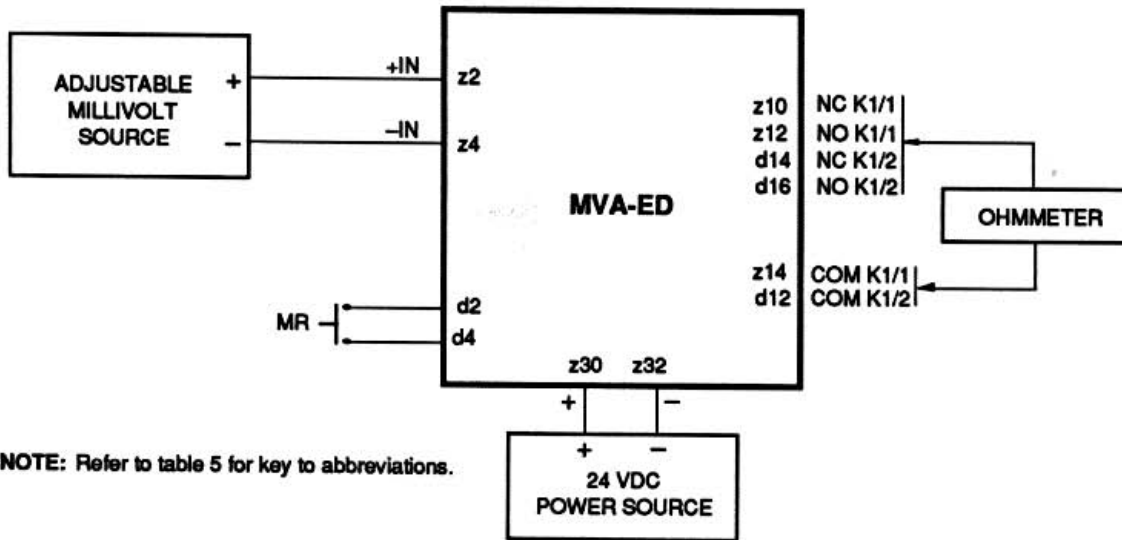 ADJUSTABLE
MILLIVOLT
SOURCE
+
−
+IN
−IN
z2
z4
MVA-ED
z10 NC K1/1
z12 NO K1/1
d14 NC K1/2
d16 NO K1/2
OHMMETER
z14 COM K1/1
d12 COM K1/2
MR
d2
d4
z30 z32
+ −
+ −
24 VDC
POWER SOURCE
NOTE: Refer to table 5 for key to abbreviations.